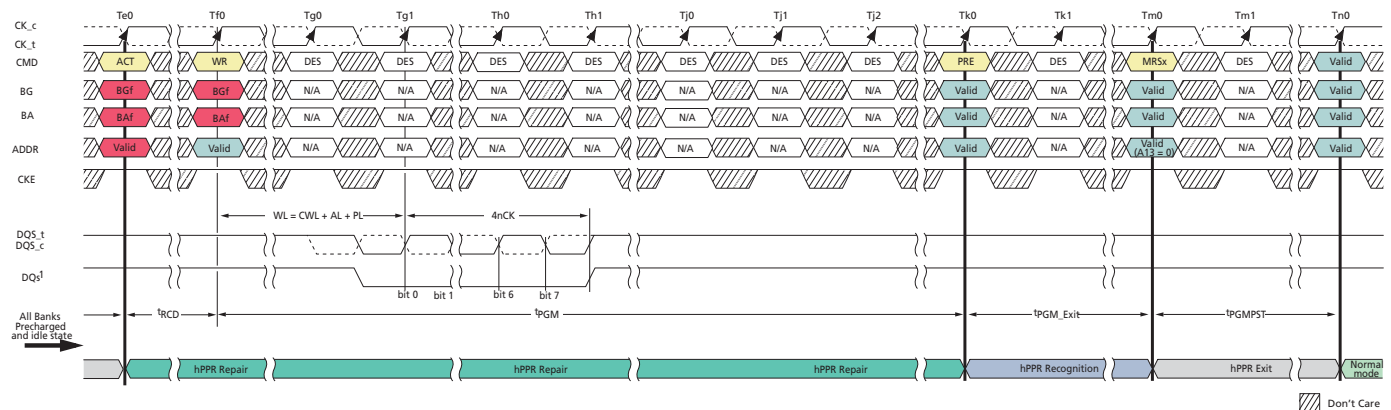 Te0 Tf0 Tg0 Tg1 Th0 Th1 Tj0 Tj1 Tj2 Tk0 Tk1 Tm0 Tm1 Tn0
CK_c
CK_t
CMD ACT WR DES DES DES DES DES DES DES PRE DES MRSx DES Valid
BG BGf BGf N/A N/A N/A N/A N/A N/A N/A Valid N/A Valid N/A Valid
BA BAf BAf N/A N/A N/A N/A N/A N/A N/A Valid N/A Valid N/A Valid
ADDR Valid Valid N/A N/A N/A N/A N/A N/A N/A Valid N/A Valid (A13 = 0) N/A Valid
CKE
WL = CWL + AL + PL 4nCK
DQS_t
DQS_c
DQs1
bit 0 bit 1 bit 6 bit 7
All Banks Precharged and idle state
tRCD tPGM tPGM_Exit tPGMPST
hPPR Repair hPPR Repair hPPR Repair hPPR Recognition hPPR Exit Normal mode
Don't Care